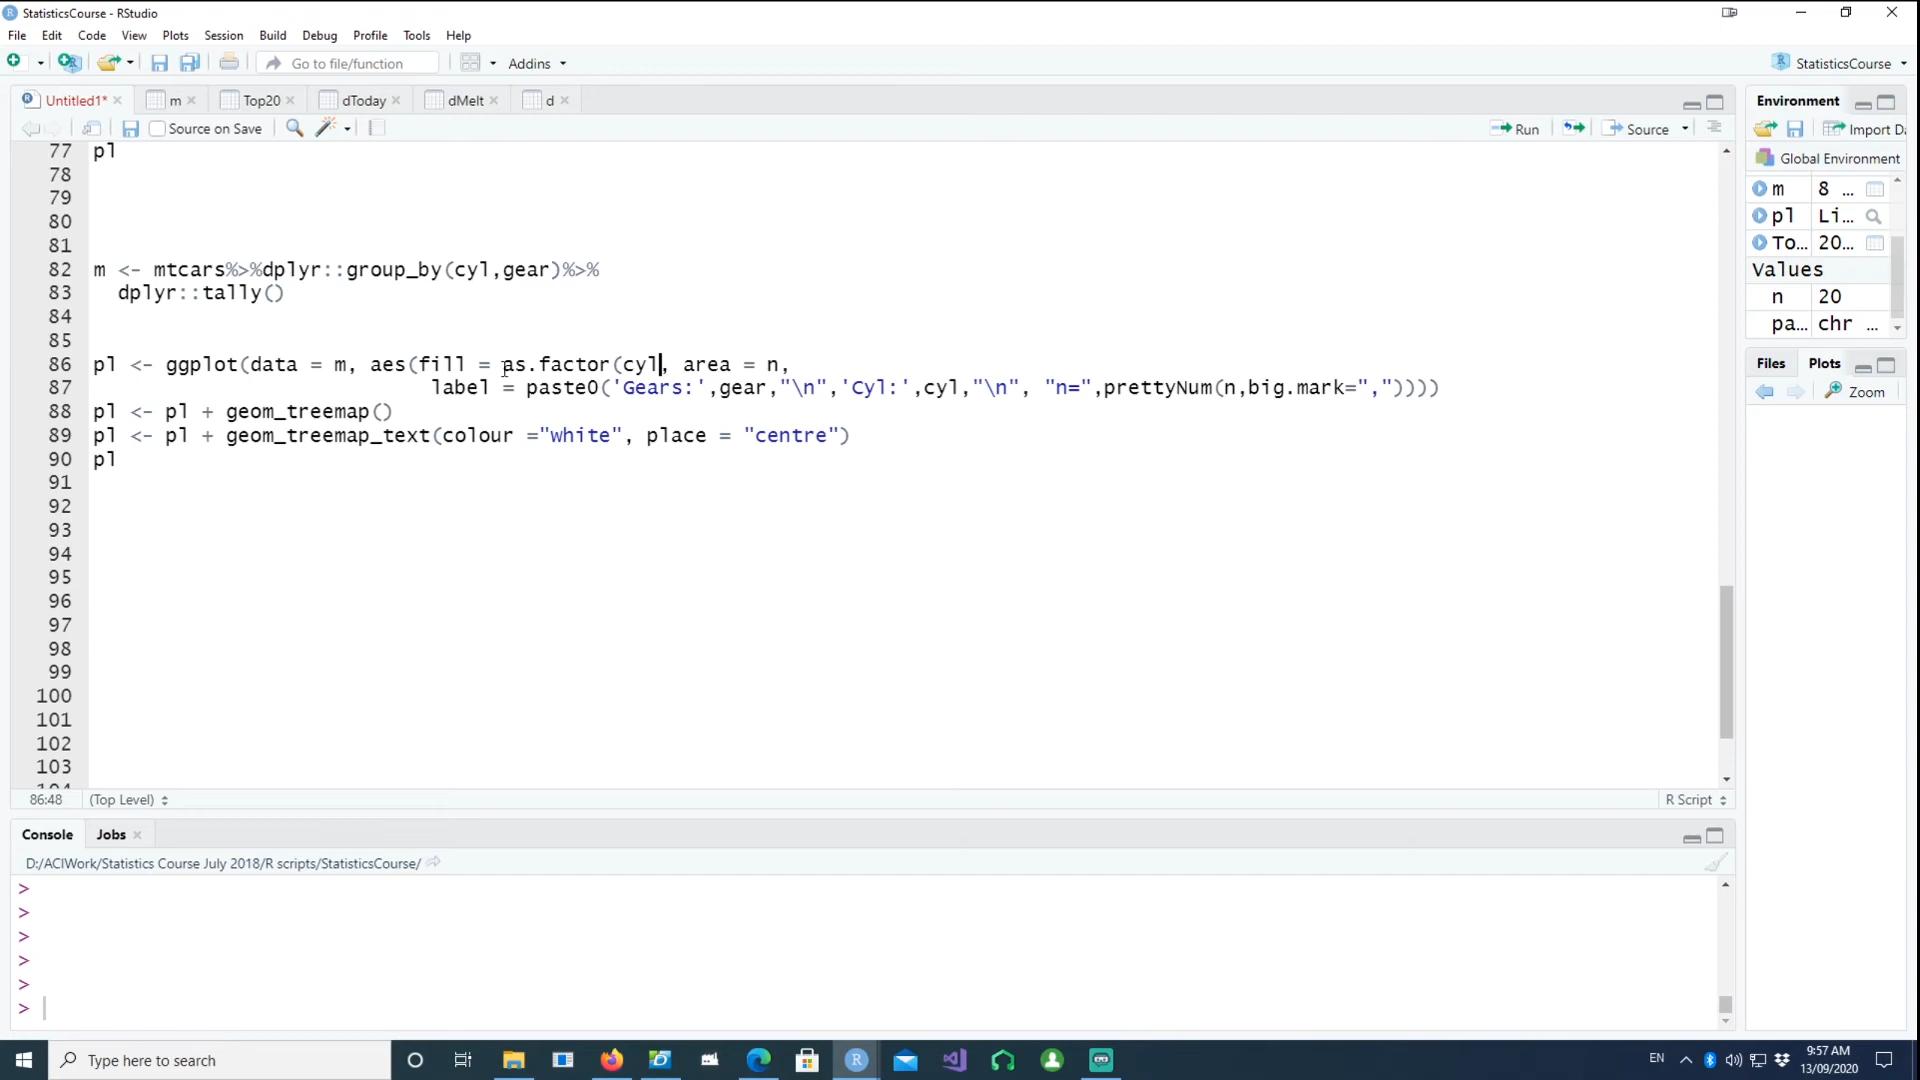 StatisticsCourse - RStudio
File Edit Code View Plots Session Build Debug Profile Tools Help
Go to file/function Addins StatisticsCourse
Untitled1* m Top20 dToday dMelt d
Source on Save Run Source
77 pl
78
79
80
81
82 m <- mtcars%>%dplyr::group_by(cyl,gear)%>%
83 dplyr::tally()
84
85
86 pl <- ggplot(data = m, aes(fill = as.factor(cyl, area = n,
87 label = paste0('Gears:',gear,"\n",'Cyl:',cyl,"\n", "n=",prettyNum(n,big.mark=","))))
88 pl <- pl + geom_treemap()
89 pl <- pl + geom_treemap_text(colour ="white", place = "centre")
90 pl
91
92
93
94
95
96
97
98
99
100
101
102
103
104
86:48 (Top Level) R Script
Console Jobs
D:/ACIWork/Statistics Course July 2018/R scripts/StatisticsCourse/
>
>
>
>
>
>
Environment
Import Da
Global Environment
m 8 ...
pl Li...
To... 20...
Values
n 20
pa... chr ...
Files Plots
Zoom
Type here to search
EN
9:57 AM
13/09/2020